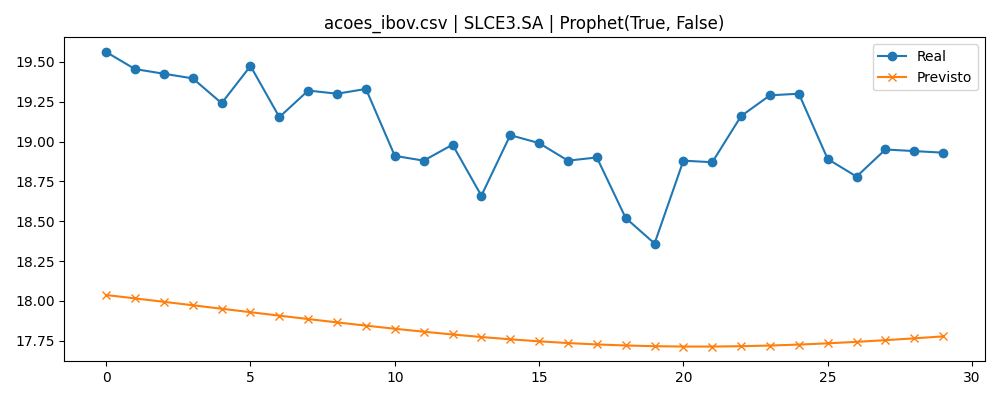 acoes_ibov.csv | SLCE3.SA | Prophet(True, False)
Real
Previsto
19.50
19.25
19.00
18.75
18.50
18.25
18.00
17.75
0 5 10 15 20 25 30